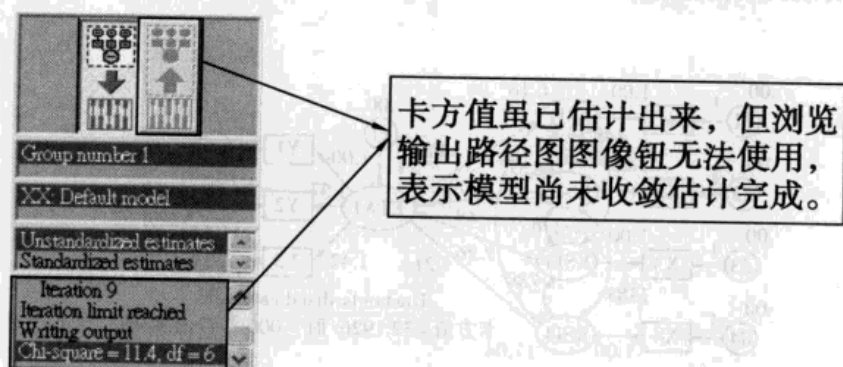 Group number 1
XX: Default model
Unstandardized estimates
Standardized estimates
Iteration 9
Iteration limit reached
Writing output
Chi-square = 11.4, df = 6
卡方值虽已估计出来，但浏览
输出路径图图像钮无法使用，
表示模型尚未收敛估计完成。